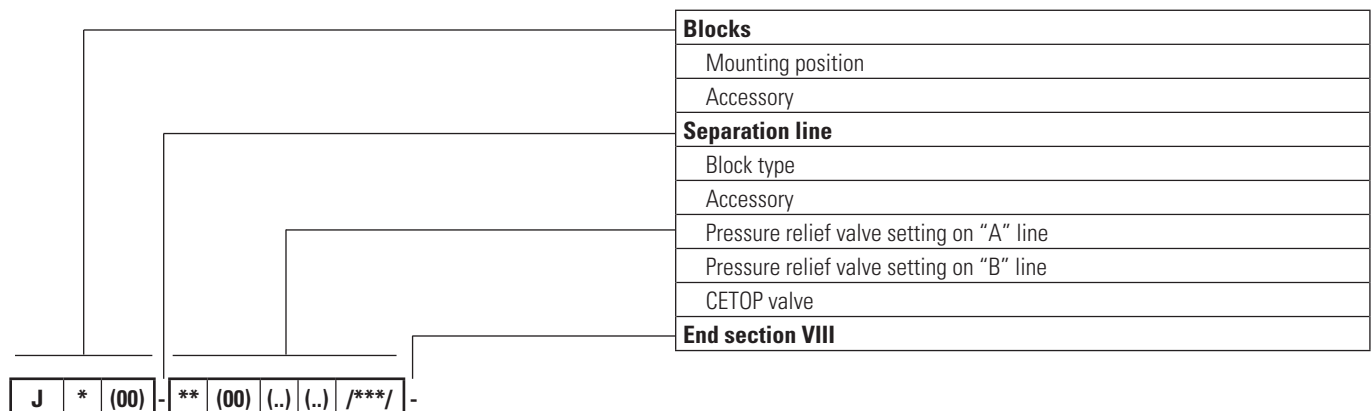 Blocks
Mounting position
Accessory
Separation line
Block type
Accessory
Pressure relief valve setting on “A” line
Pressure relief valve setting on “B” line
CETOP valve
End section VIII
J * (00) - ** (00) (..) (..) /***/ -